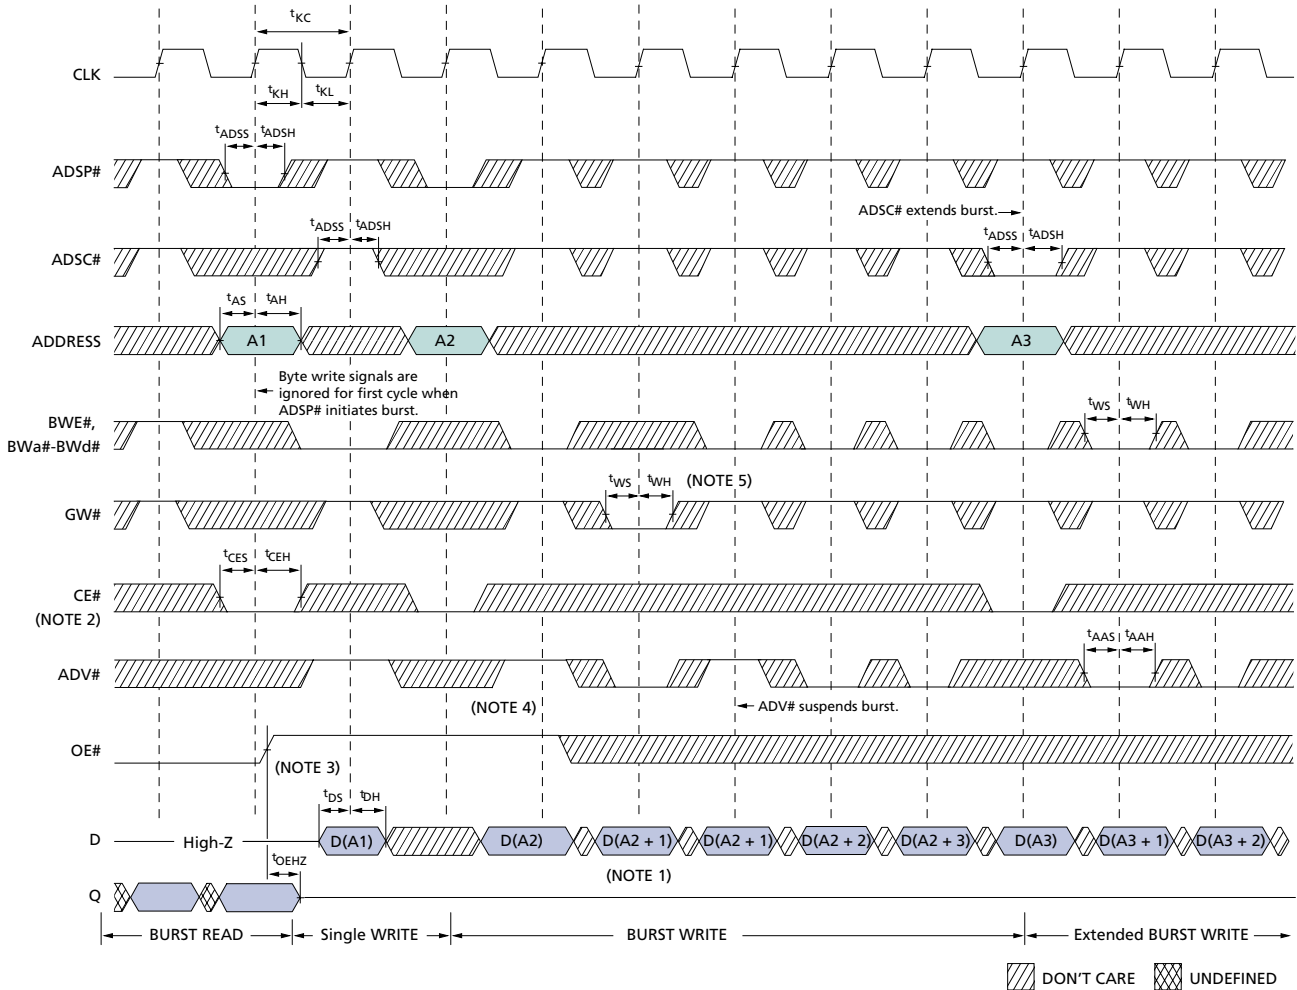 tKC
CLK
tKH
tKL
tADSS
tADSH
ADSP#
ADSC# extends burst.
tADSS
tADSH
tADSS
tADSH
ADSC#
tAS
tAH
ADDRESS
A1
A2
A3
Byte write signals are
ignored for first cycle when
ADSP# initiates burst.
tWS
tWH
BWE#,
BWa#-BWd#
tWS
tWH
(NOTE 5)
GW#
tCES
tCEH
CE#
(NOTE 2)
tAAS
tAAH
ADV#
(NOTE 4)
ADV# suspends burst.
OE#
(NOTE 3)
tDS
tDH
D
High-Z
D(A1)
D(A2)
D(A2 + 1)
D(A2 + 1)
D(A2 + 2)
D(A2 + 3)
D(A3)
D(A3 + 1)
D(A3 + 2)
tOEHZ
(NOTE 1)
Q
BURST READ
Single WRITE
BURST WRITE
Extended BURST WRITE
DON'T CARE
UNDEFINED